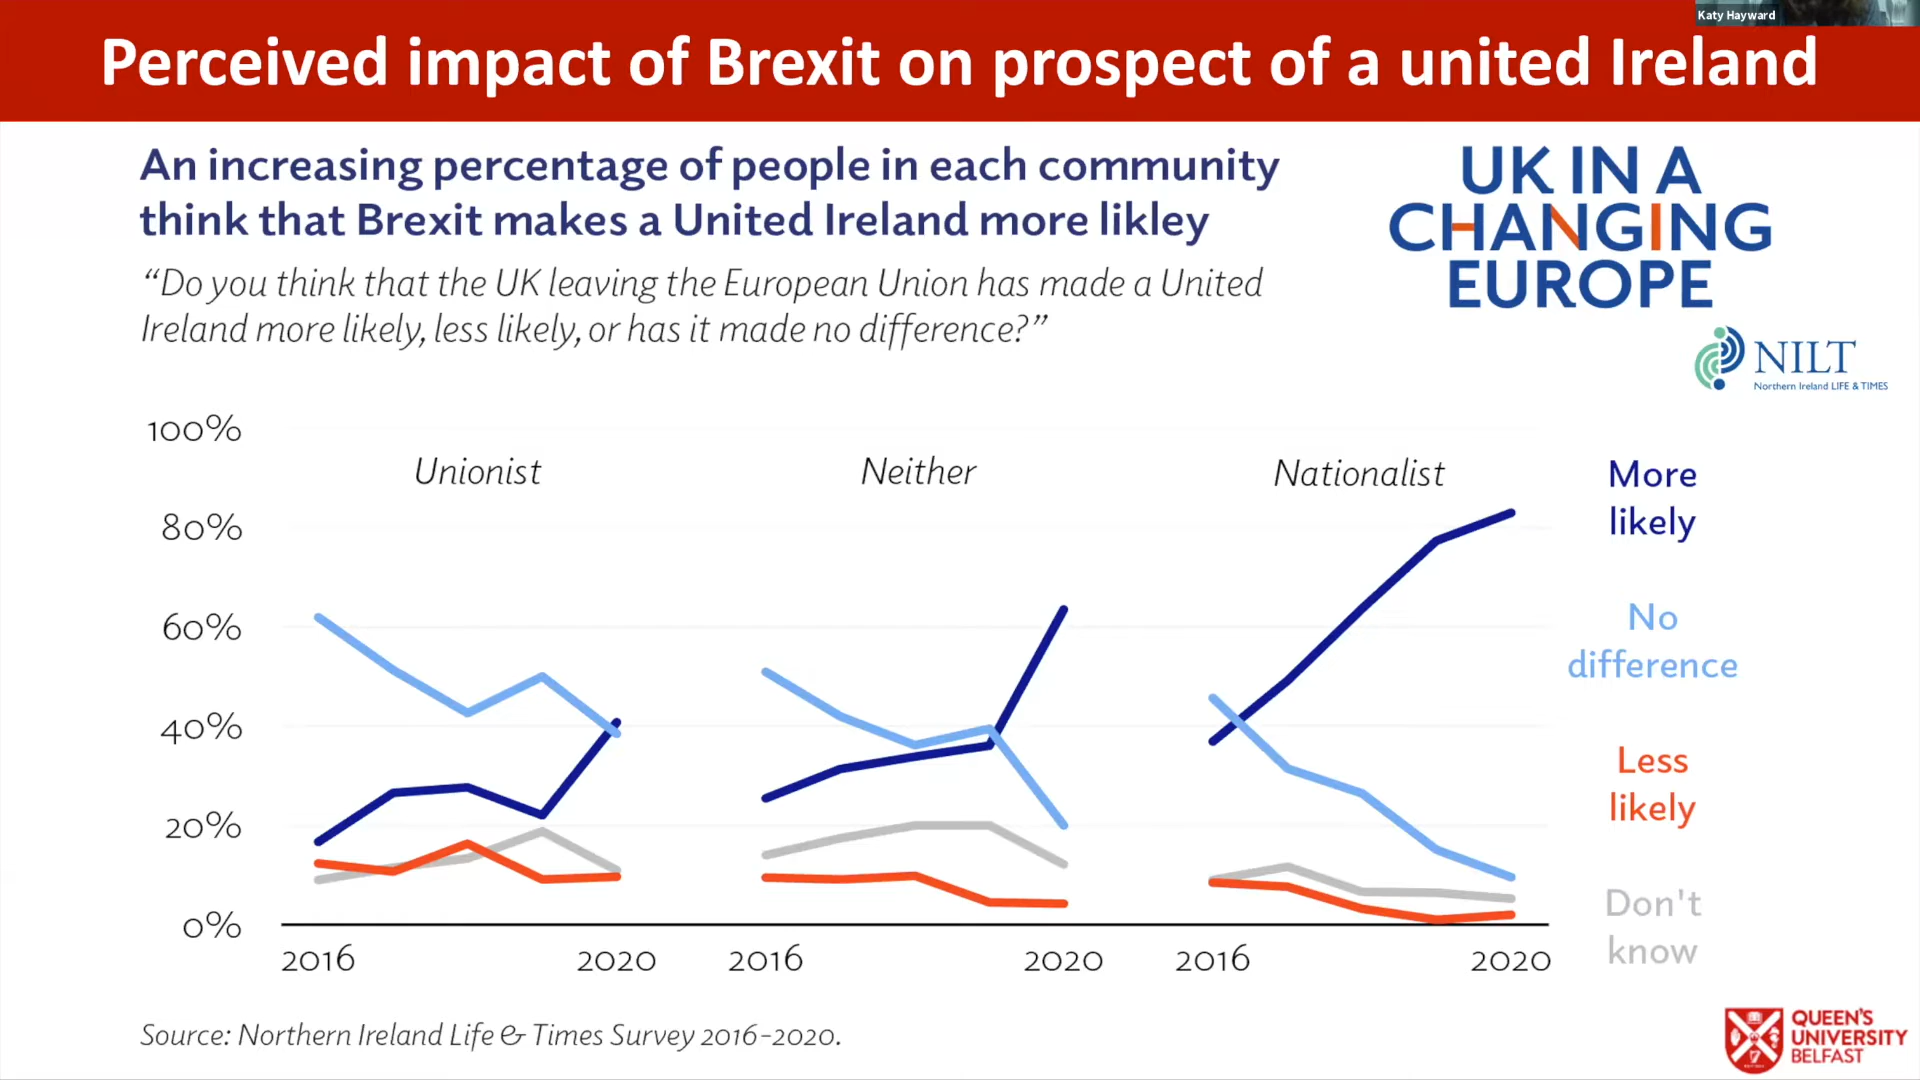 Katy Hayward
Perceived impact of Brexit on prospect of a united Ireland
An increasing percentage of people in each community
think that Brexit makes a United Ireland more likley
“Do you think that the UK leaving the European Union has made a United
Ireland more likely, less likely, or has it made no difference?”
UK IN A
CHANGING
EUROPE
NILT
Northern Ireland LIFE & TIMES
100%
80%
60%
40%
20%
0%
Unionist
Neither
Nationalist
More
likely
No
difference
Less
likely
Don't
know
2016
2020
2016
2020
2016
2020
Source: Northern Ireland Life & Times Survey 2016-2020.
QUEEN'S
UNIVERSITY
BELFAST